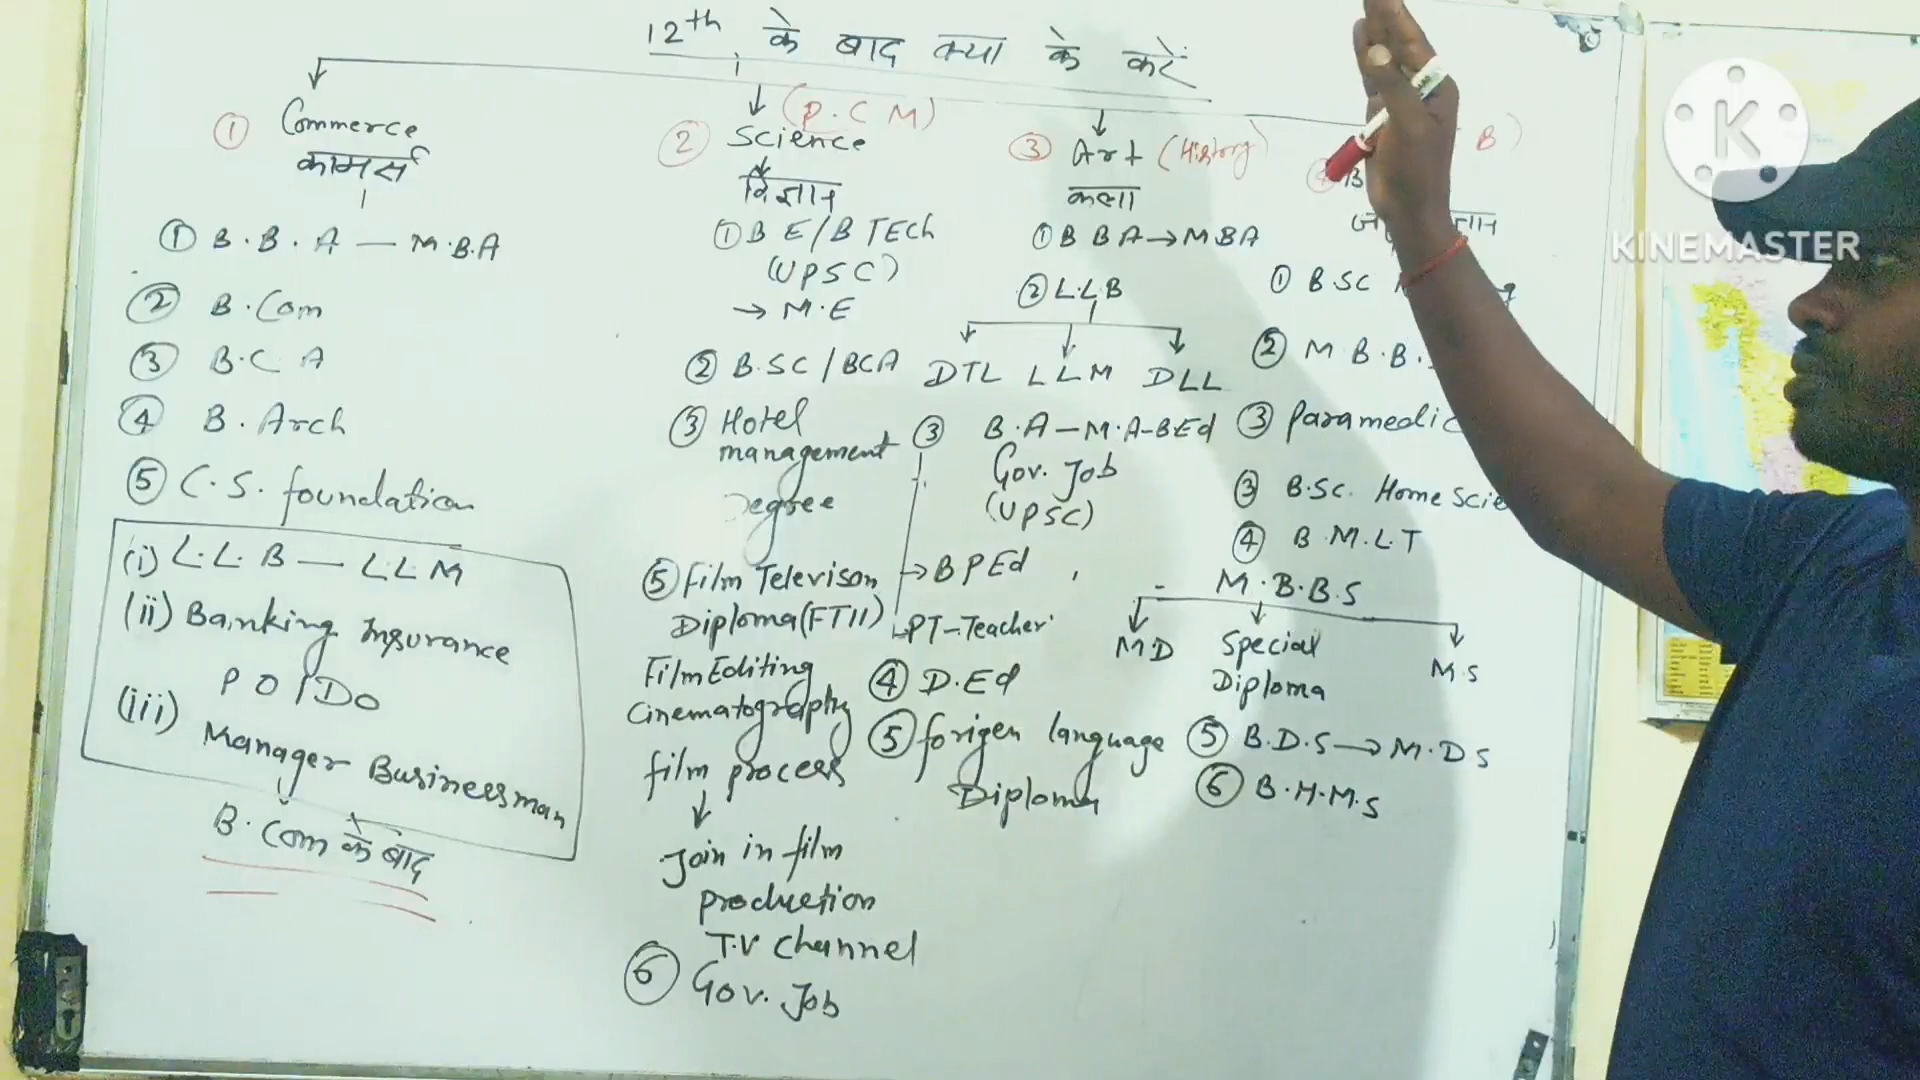 12th के बाद क्या के करें
① Commerce
कामर्स
① B.B.A — M.B.A
② B.Com
③ B.C A
④ B.Arch
⑤ C.S. foundation
(i) L.L.B — LLM
(ii) Banking Insurance
P O / DO
(iii) Manager Businessman
B.Com के बाद
(P.C M)
② Science
विज्ञान
① B E/B TECh
(UPSC)
→ M.E
② B.SC / BCA
③ Hotel
management
Degree
⑤ Film Televison
Diploma (FTII)
Film Editing
Cinematography
film process
Join in film
production
T.V Channel
⑥ Gov. Job
③ Art (History)
कला
① B BA → MBA
② L.L.B
DTL LLM DLL
③ B.A — M.A — BEd
Gov. Job
(UPSC)
→ B P Ed
→ PT-Teacher
④ D.Ed
⑤ forigen language
Diploma
B)
④ B
① B.SC
② M B.B.
③ Paramedic
③ B.SC. Home Scie
④ B.M.L.T
M.B.B.S
MD Special M.S
Diploma
⑤ B.D.S → M.D S
⑥ B.H.M.S
K
KINEMASTER